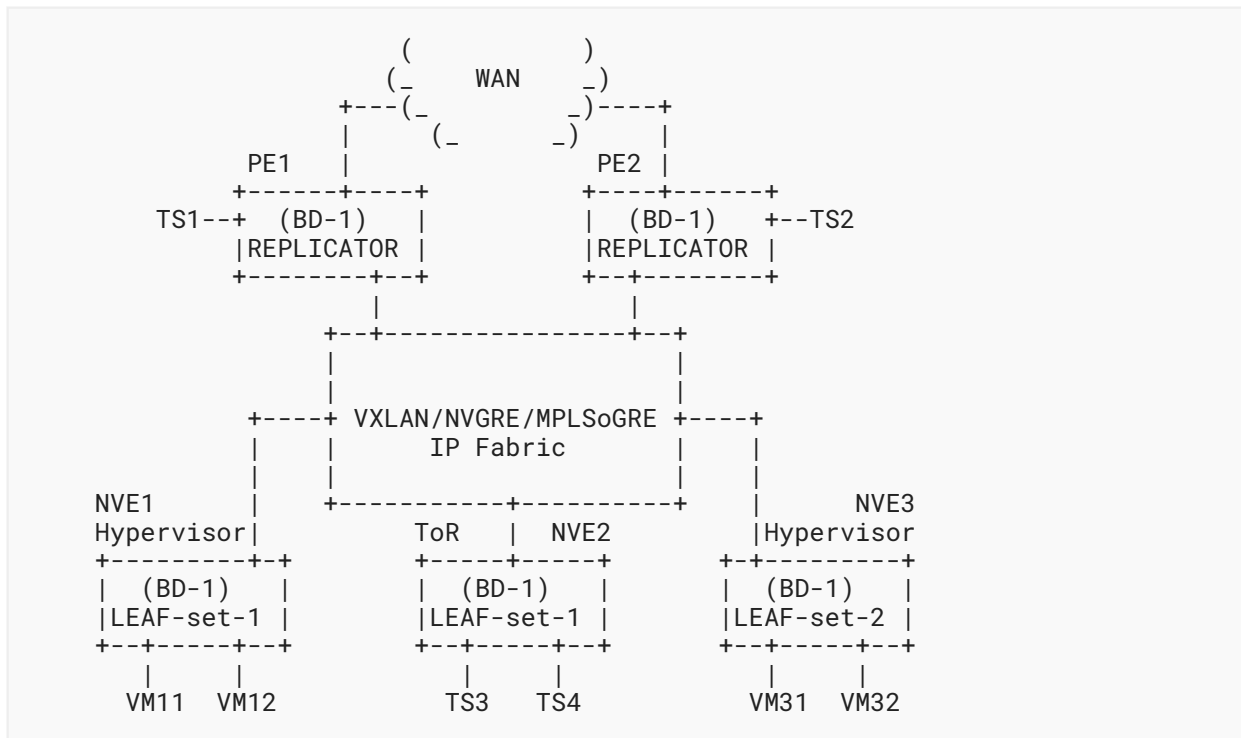 (              )
(_    WAN    _)
+---(_         _)----+
|     (_      _)     |
PE1   |                PE2 |
+------+----+          +----+------+
TS1--+  (BD-1)   |          |  (BD-1)   +--TS2
|REPLICATOR |          |REPLICATOR |
+--------+--+          +--+--------+
|                |
+--+----------------+--+
|                      |
|                      |
+----+ VXLAN/NVGRE/MPLSoGRE +----+
|    |      IP Fabric       |    |
|    |                      |    |
NVE1          |    +-----------+----------+    |      NVE3
Hypervisor|          ToR   |  NVE2         |Hypervisor
+---------+-+        +-----+-----+       +-+---------+
|  (BD-1)   |        |  (BD-1)   |       |  (BD-1)   |
|LEAF-set-1 |        |LEAF-set-1 |       |LEAF-set-2 |
+--+-----+--+        +--+-----+--+       +--+-----+--+
|     |              |     |             |     |
VM11  VM12           TS3   TS4           VM31  VM32